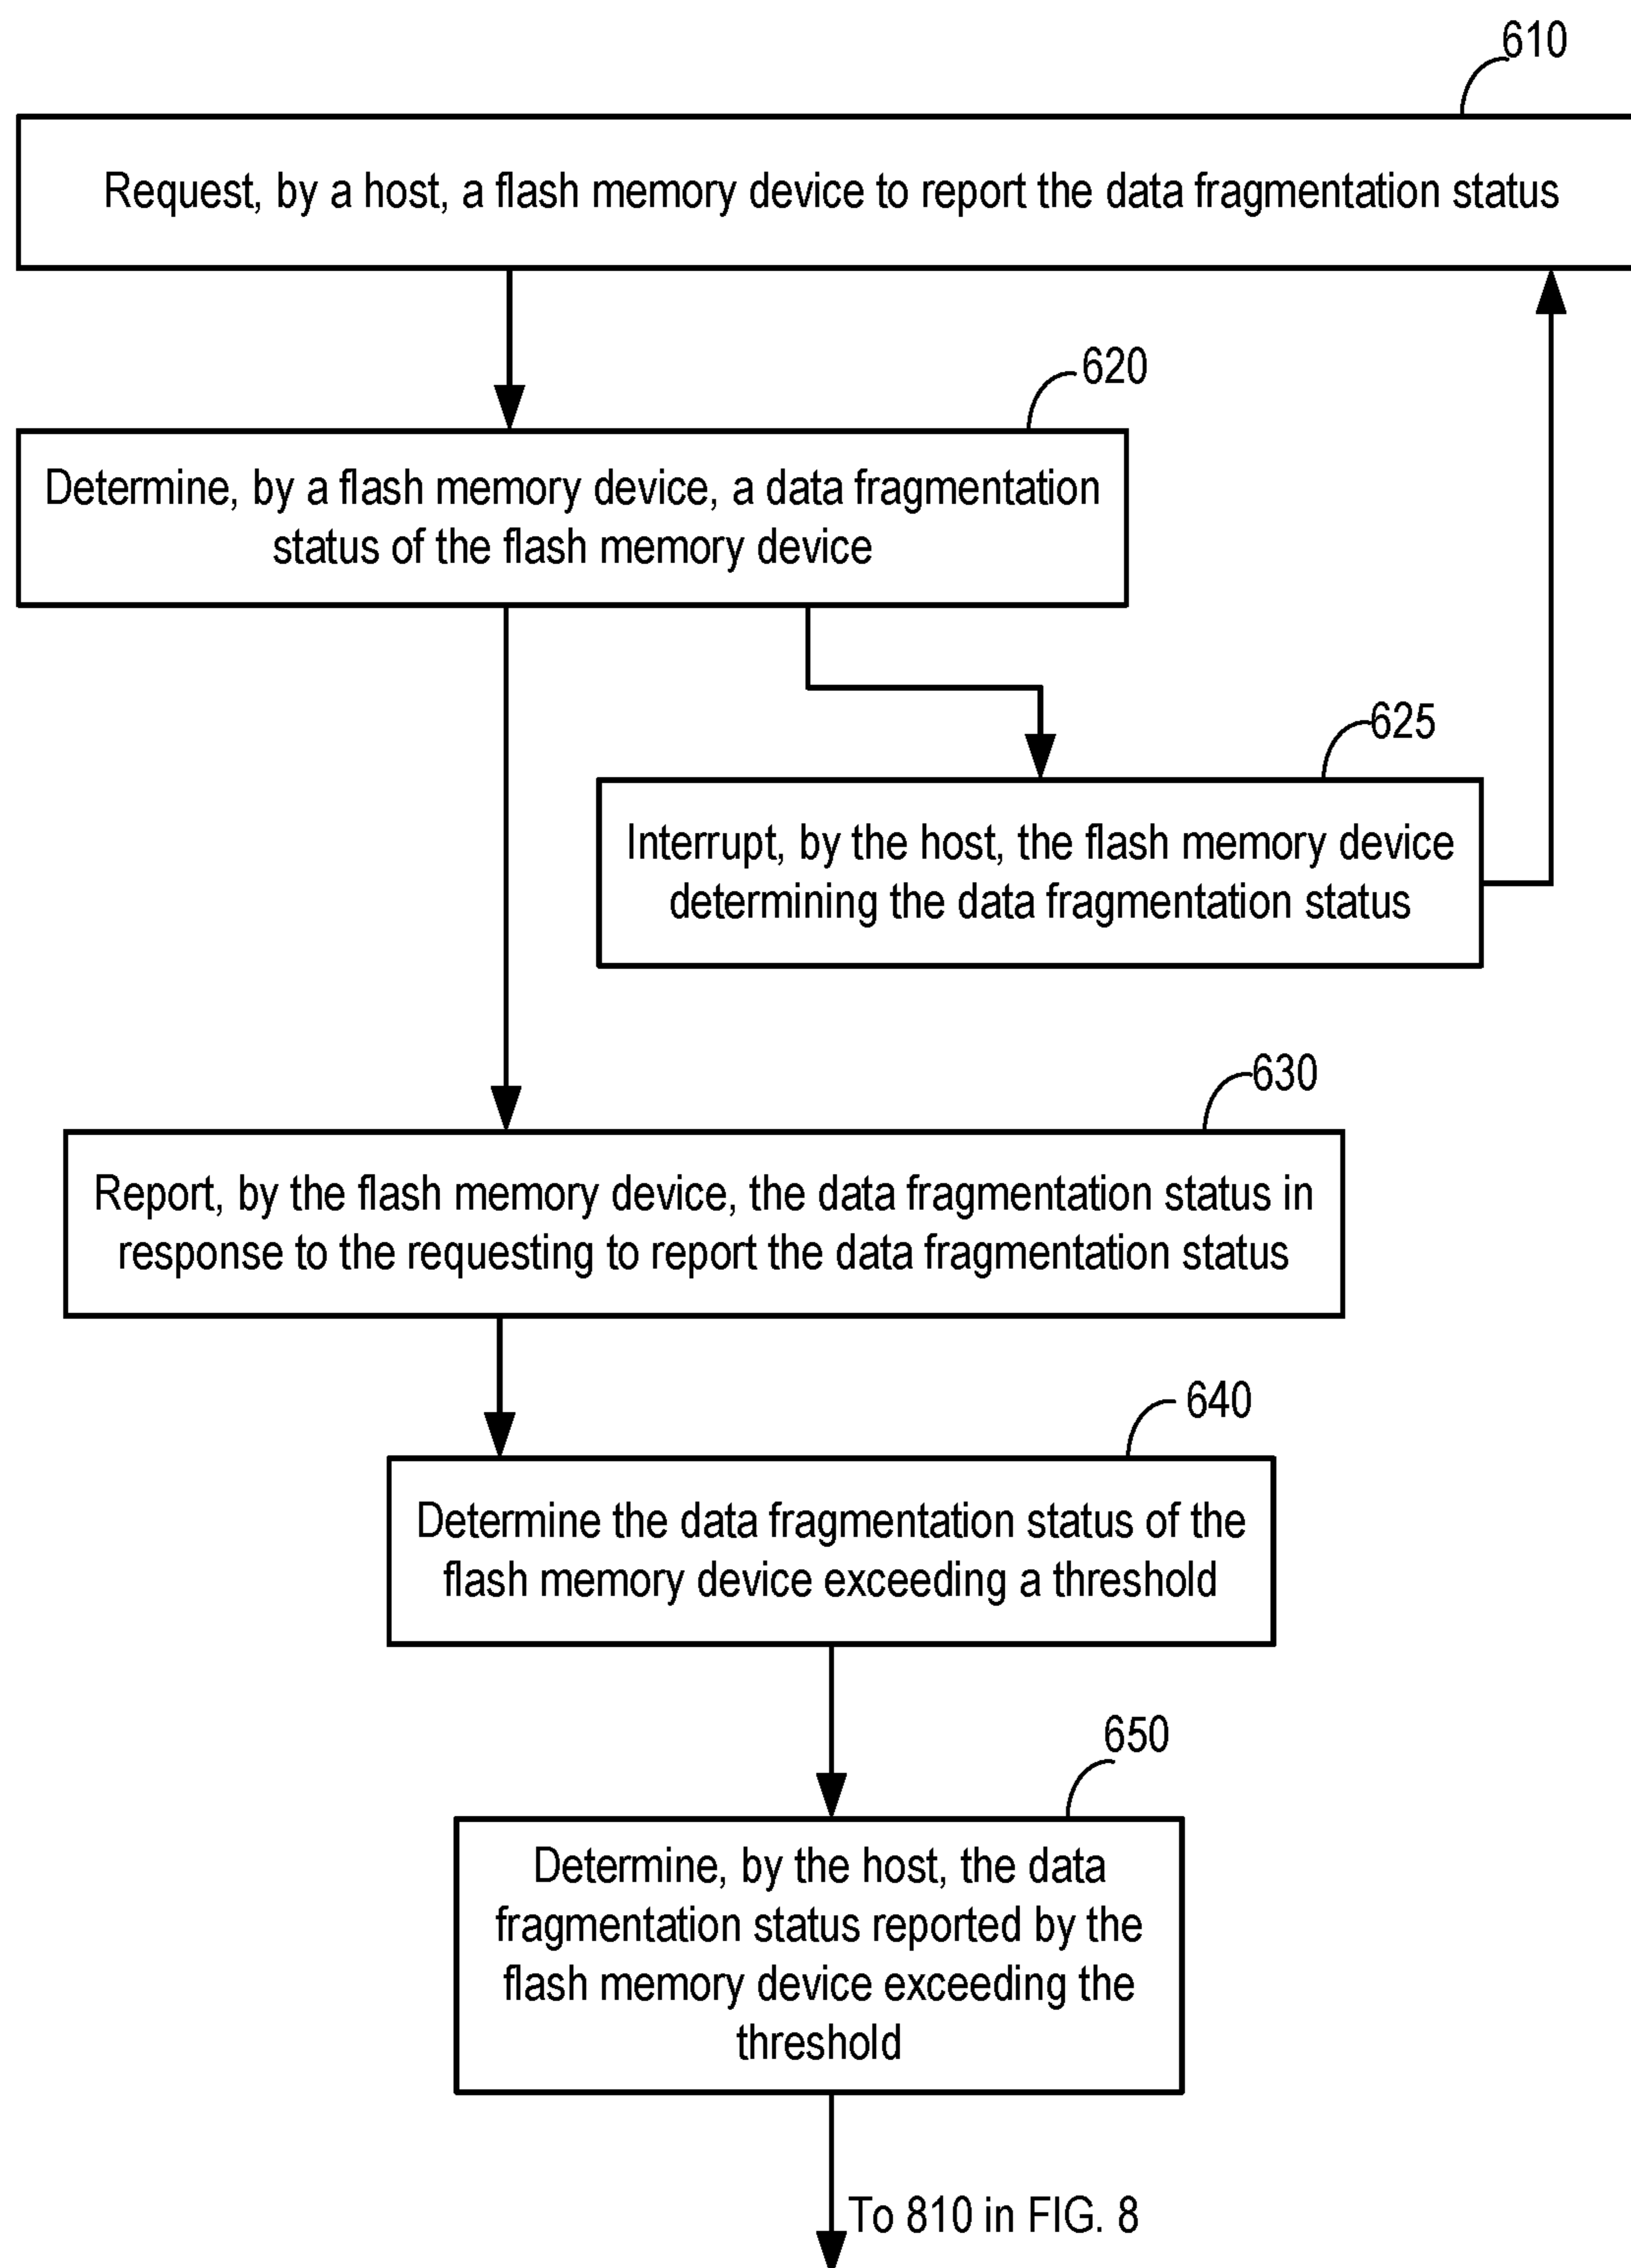 610
Request, by a host, a flash memory device to report the data fragmentation status
620
Determine, by a flash memory device, a data fragmentation
status of the flash memory device
625
Interrupt, by the host, the flash memory device
determining the data fragmentation status
630
Report, by the flash memory device, the data fragmentation status in
response to the requesting to report the data fragmentation status
640
Determine the data fragmentation status of the
flash memory device exceeding a threshold
650
Determine, by the host, the data
fragmentation status reported by the
flash memory device exceeding the
threshold
To 810 in FIG. 8